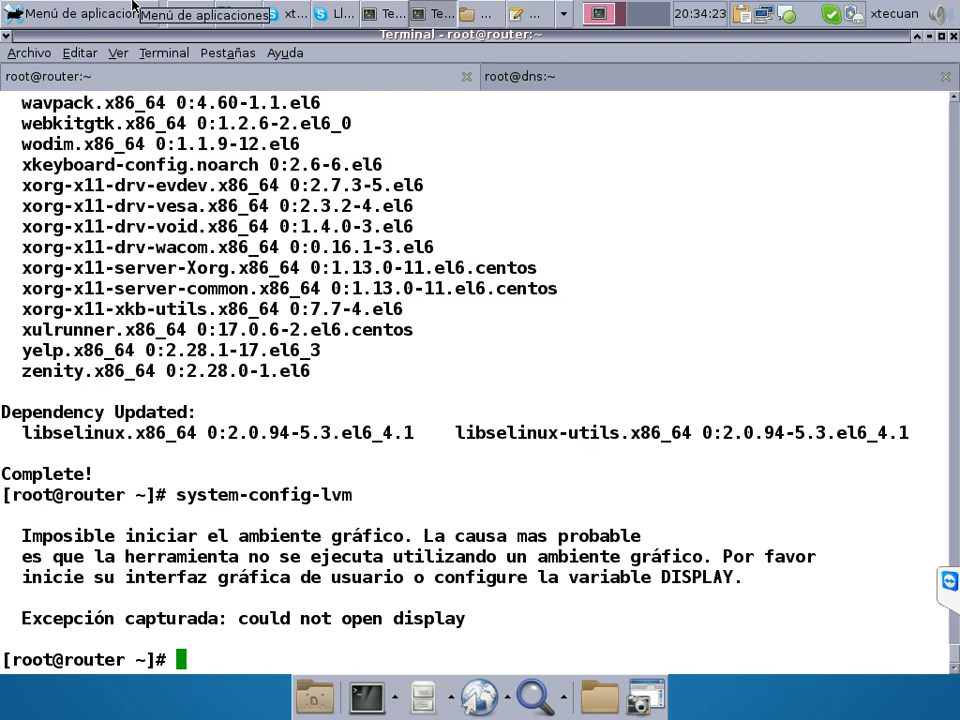 Menú de aplicaciones
Menú de aplicaciones
xt...
Ll...
Te...
Te...
...
...
20:34:23
xtecuan
Terminal - root@router:~
Archivo Editar Ver Terminal Pestañas Ayuda
root@router:~ root@dns:~
wavpack.x86_64 0:4.60-1.1.el6
webkitgtk.x86_64 0:1.2.6-2.el6_0
wodim.x86_64 0:1.1.9-12.el6
xkeyboard-config.noarch 0:2.6-6.el6
xorg-x11-drv-evdev.x86_64 0:2.7.3-5.el6
xorg-x11-drv-vesa.x86_64 0:2.3.2-4.el6
xorg-x11-drv-void.x86_64 0:1.4.0-3.el6
xorg-x11-drv-wacom.x86_64 0:0.16.1-3.el6
xorg-x11-server-Xorg.x86_64 0:1.13.0-11.el6.centos
xorg-x11-server-common.x86_64 0:1.13.0-11.el6.centos
xorg-x11-xkb-utils.x86_64 0:7.7-4.el6
xulrunner.x86_64 0:17.0.6-2.el6.centos
yelp.x86_64 0:2.28.1-17.el6_3
zenity.x86_64 0:2.28.0-1.el6
Dependency Updated:
libselinux.x86_64 0:2.0.94-5.3.el6_4.1 libselinux-utils.x86_64 0:2.0.94-5.3.el6_4.1
Complete!
[root@router ~]# system-config-lvm
Imposible iniciar el ambiente gráfico. La causa mas probable
es que la herramienta no se ejecuta utilizando un ambiente gráfico. Por favor
inicie su interfaz gráfica de usuario o configure la variable DISPLAY.
Excepción capturada: could not open display
[root@router ~]#